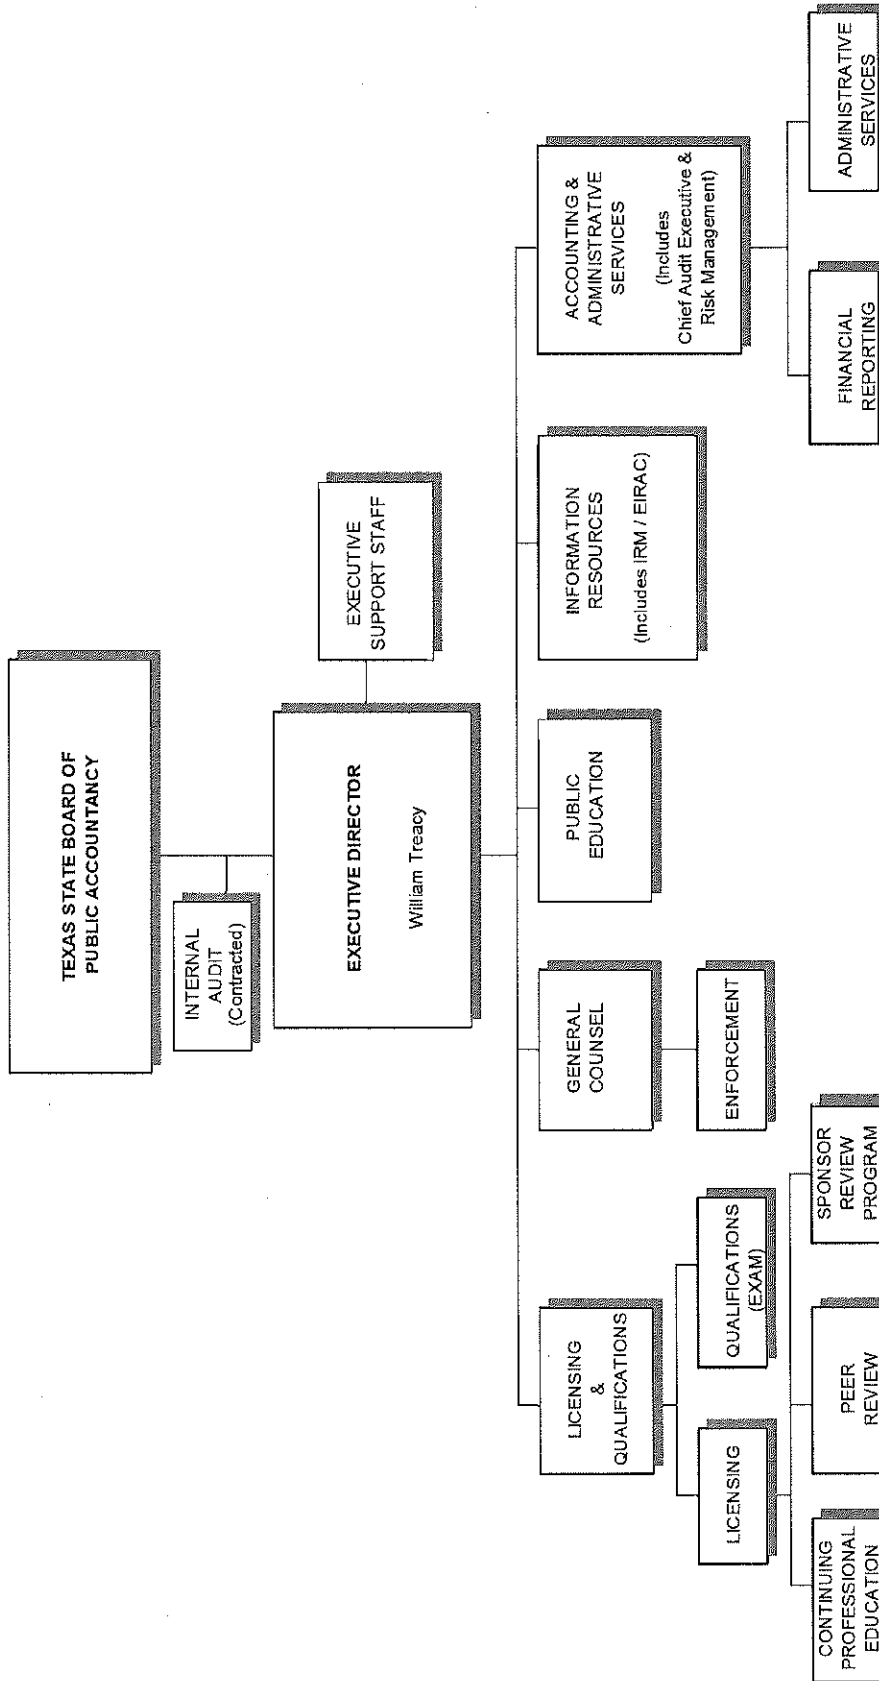 TEXAS STATE BOARD OF
PUBLIC ACCOUNTANCY
INTERNAL
AUDIT
(Contracted)
EXECUTIVE DIRECTOR
William Treacy
EXECUTIVE
SUPPORT STAFF
LICENSING
&
QUALIFICATIONS
GENERAL
COUNSEL
PUBLIC
EDUCATION
INFORMATION
RESOURCES
(Includes IRM / EIRAC)
ACCOUNTING &
ADMINISTRATIVE
SERVICES
(Includes
Chief Audit Executive &
Risk Management)
LICENSING
QUALIFICATIONS
(EXAM)
ENFORCEMENT
CONTINUING
PROFESSIONAL
EDUCATION
PEER
REVIEW
SPONSOR
REVIEW
PROGRAM
FINANCIAL
REPORTING
ADMINISTRATIVE
SERVICES